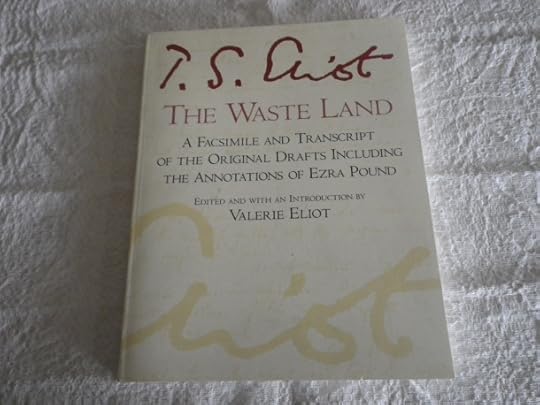 T. S. Eliot
THE WASTE LAND
A FACSIMILE AND TRANSCRIPT
OF THE ORIGINAL DRAFTS INCLUDING
THE ANNOTATIONS OF EZRA POUND
EDITED AND WITH AN INTRODUCTION BY
VALERIE ELIOT
Eliot